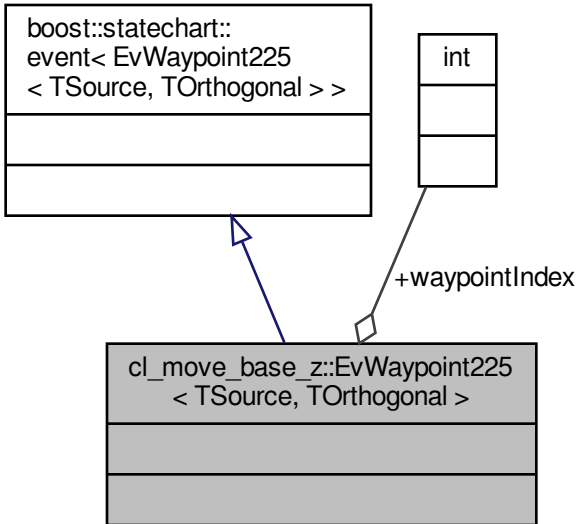 boost::statechart::
event< EvWaypoint225
< TSource, TOrthogonal > >
int
+waypointIndex
cl_move_base_z::EvWaypoint225
< TSource, TOrthogonal >